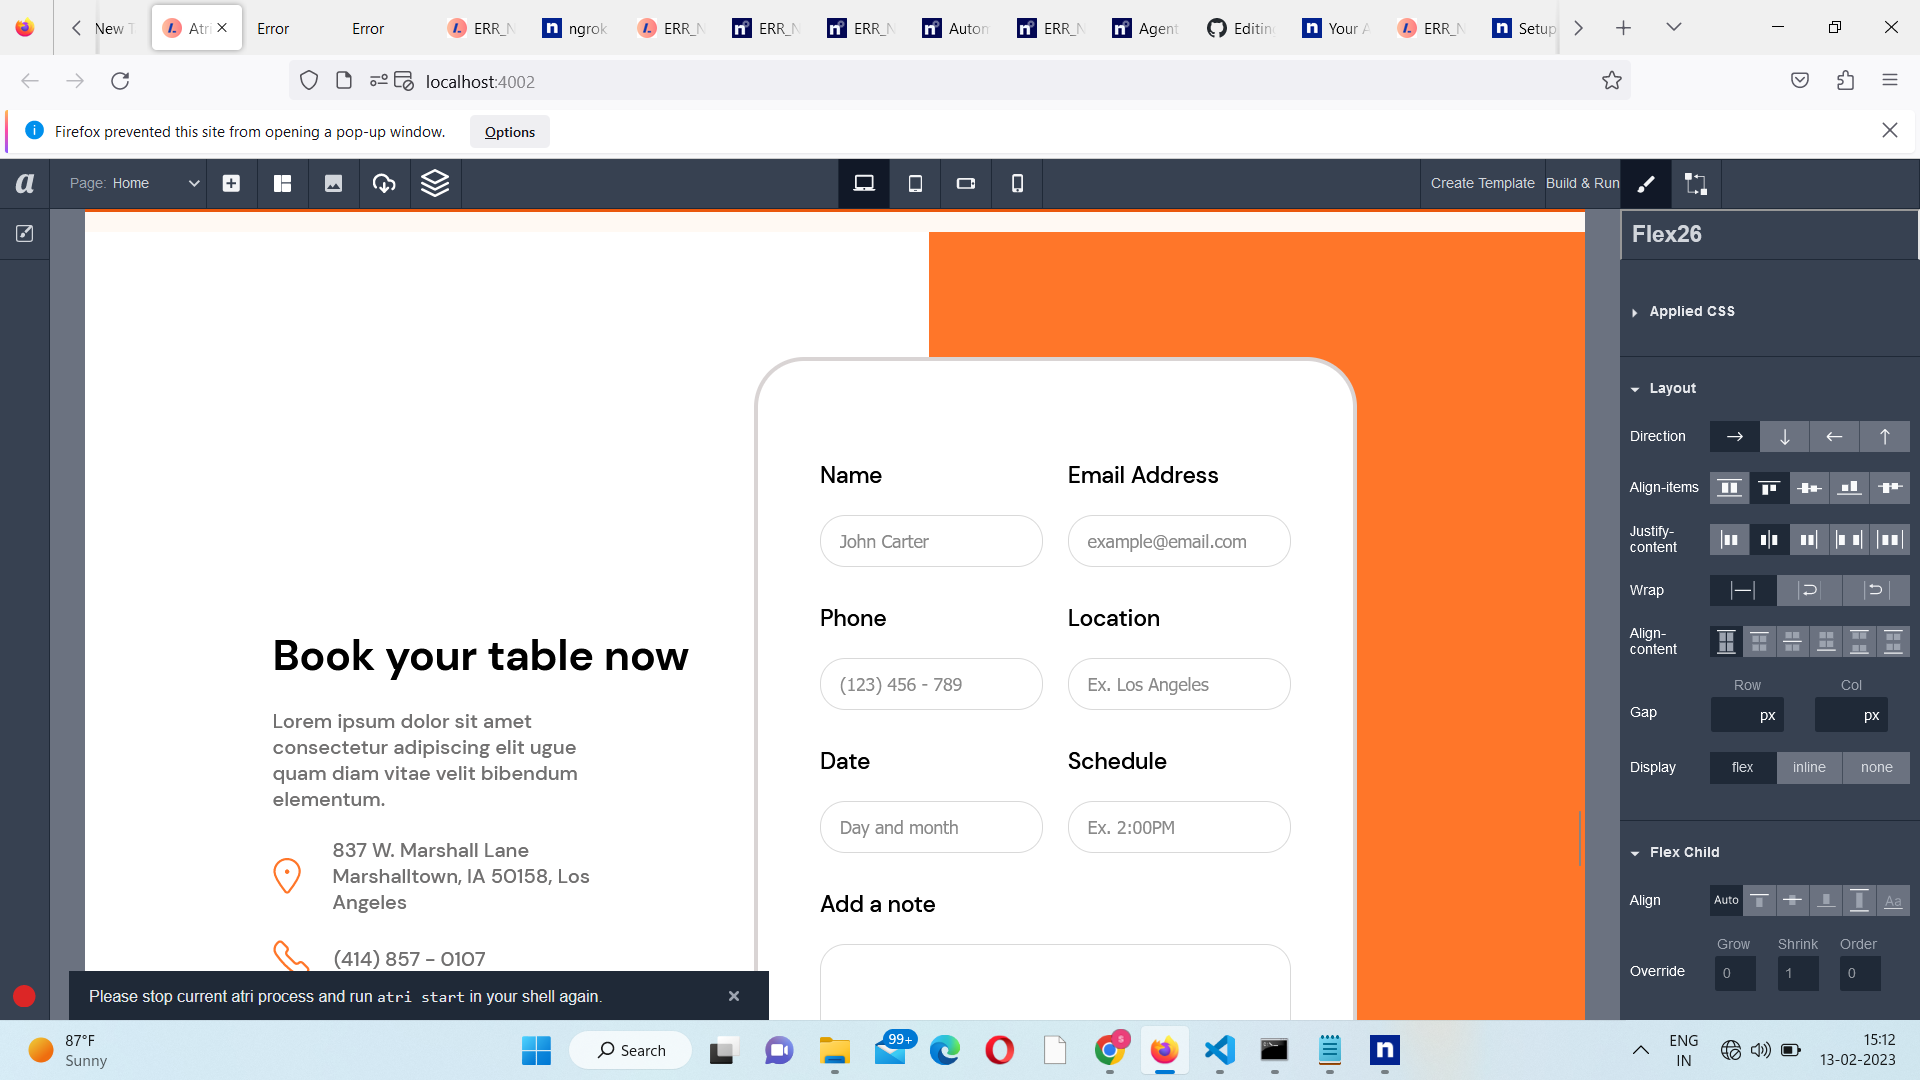 New T
Atri
Error
Error
ERR_N
ngrok
ERR_N
ERR_N
ERR_N
Autom
ERR_N
Agent
Editin
Your A
ERR_N
Setup
localhost:4002
Firefox prevented this site from opening a pop-up window.
Options
Page: Home
Create Template
Build & Run
Flex26
Applied CSS
Layout
Direction
Align-items
Justify-
content
Wrap
Align-
content
Row Col
Gap px px
Display flex inline none
Flex Child
Align Auto Aa
Grow Shrink Order
Override 0 1 0
Book your table now
Lorem ipsum dolor sit amet
consectetur adipiscing elit ugue
quam diam vitae velit bibendum
elementum.
837 W. Marshall Lane
Marshalltown, IA 50158, Los
Angeles
(414) 857 - 0107
Name Email Address
John Carter example@email.com
Phone Location
(123) 456 - 789 Ex. Los Angeles
Date Schedule
Day and month Ex. 2:00PM
Add a note
Please stop current atri process and run atri start in your shell again.
87°F
Sunny
Search
99+
S
ENG
IN
15:12
13-02-2023